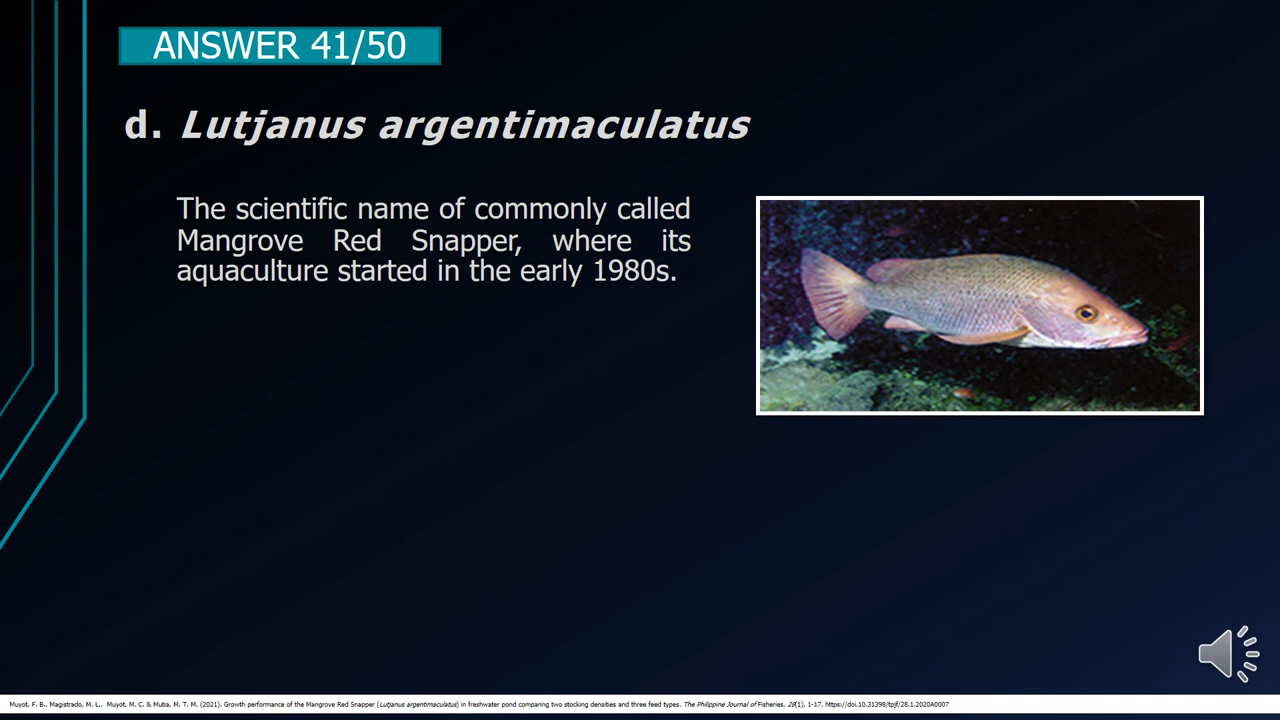 ANSWER 41/50
d. Lutjanus argentimaculatus
The scientific name of commonly called
Mangrove Red Snapper, where its
aquaculture started in the early 1980s.
Muyot, F. B., Magistrado, M. L., Muyot, M. C. & Mutia, M. T. M. (2021). Growth performance of the Mangrove Red Snapper (Lutjanus argentimaculatus) in freshwater pond comparing two stocking densities and three feed types. The Philippine Journal of Fisheries, 28(1), 1-17. https://doi.org/10.31398/tpjf/28.1.2020A0007